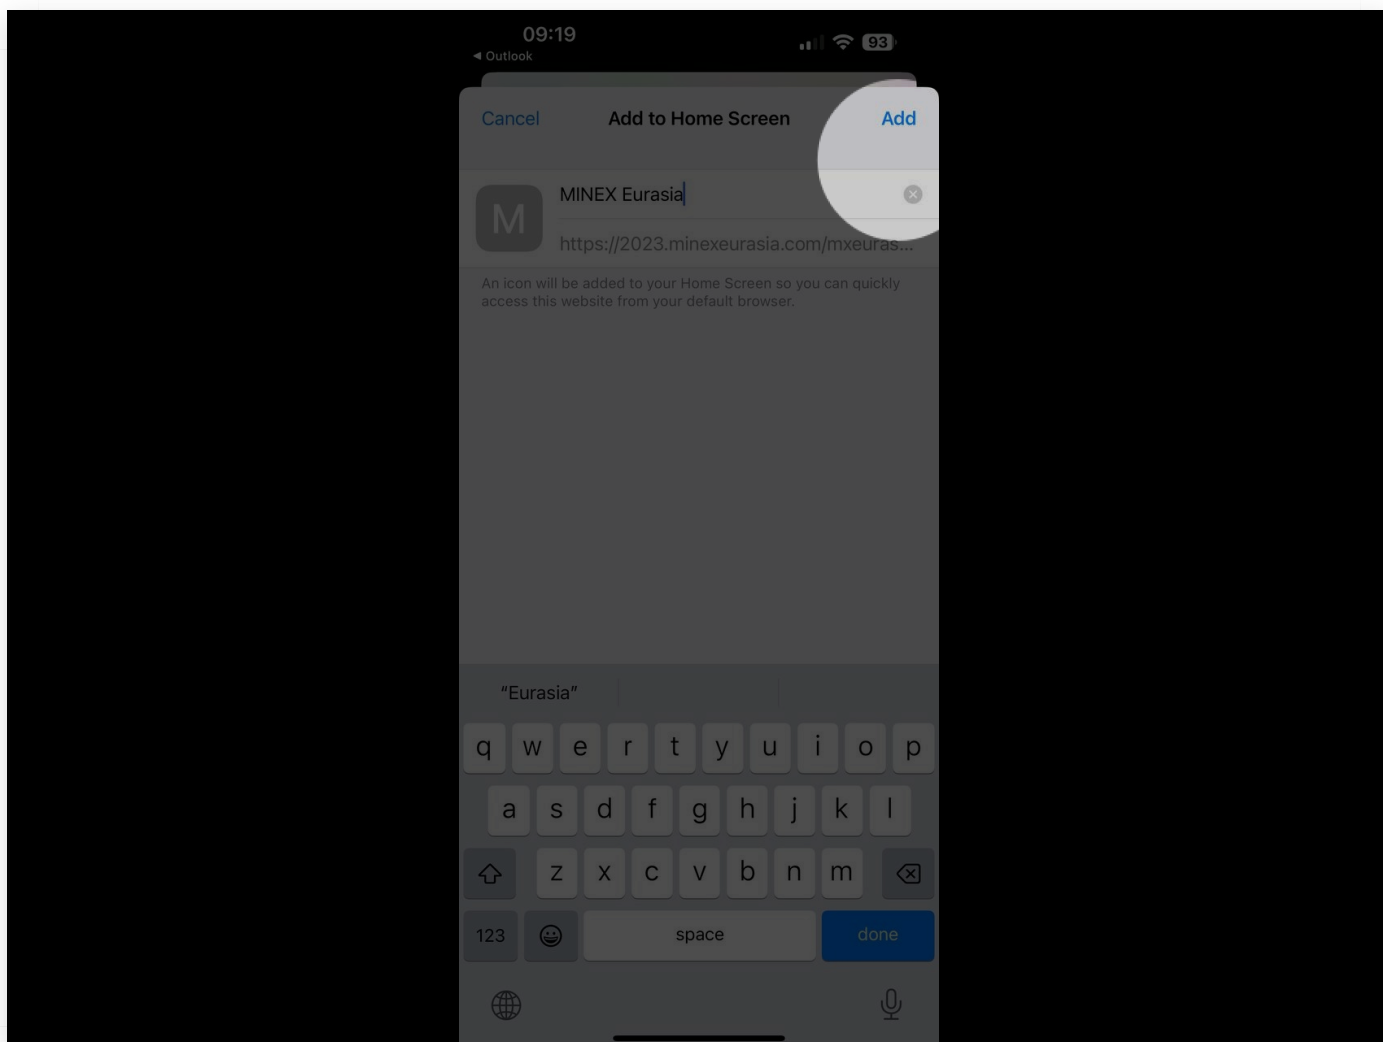 09:19
93
◀ Outlook
Cancel
Add to Home Screen
Add
M
MINEX Eurasia
https://2023.minexeurasia.com/mxeuras...
An icon will be added to your Home Screen so you can quickly
access this website from your default browser.
“Eurasia”
q w e r t y u i o p
a s d f g h j k l
z x c v b n m
123
space
done